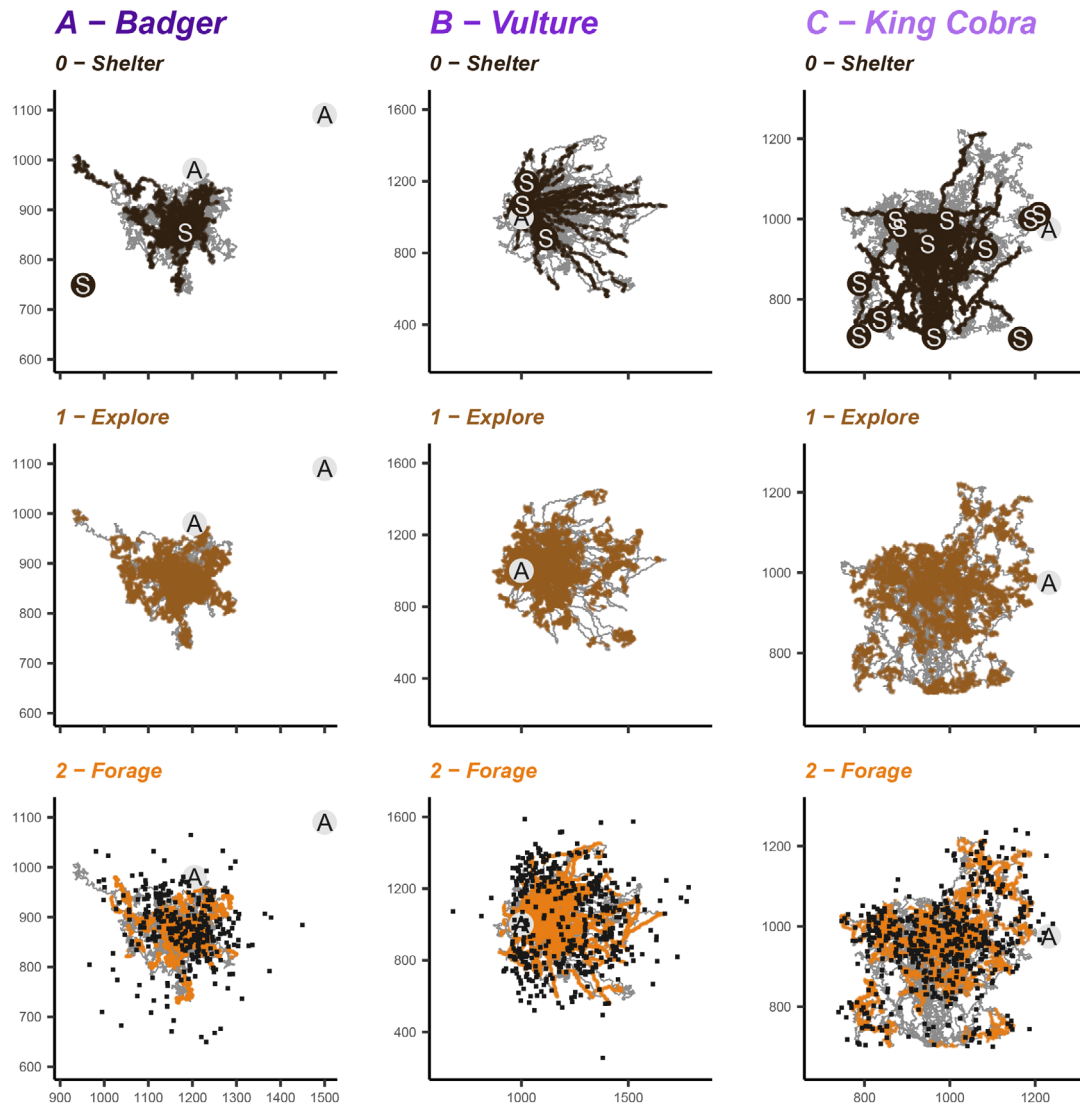 A − Badger B − Vulture C − King Cobra
0 − Shelter 0 − Shelter 0 − Shelter
1100 A
1000 A
900
S
800
S
700
600
1600
1200 S
S
A
800 S
400
1200
1000 S S S S S A
S S S
800 S
S S S S
1 − Explore 1 − Explore 1 − Explore
1100 A
1000 A
900
800
700
600
1600
1200
A
800
400
1200
1000 A
800
2 − Forage 2 − Forage 2 − Forage
1100 A
1000 A
900
800
700
600
900 1000 1100 1200 1300 1400 1500
1600
1200
A
800
400
1000 1500
1200
1000 A
800
800 1000 1200